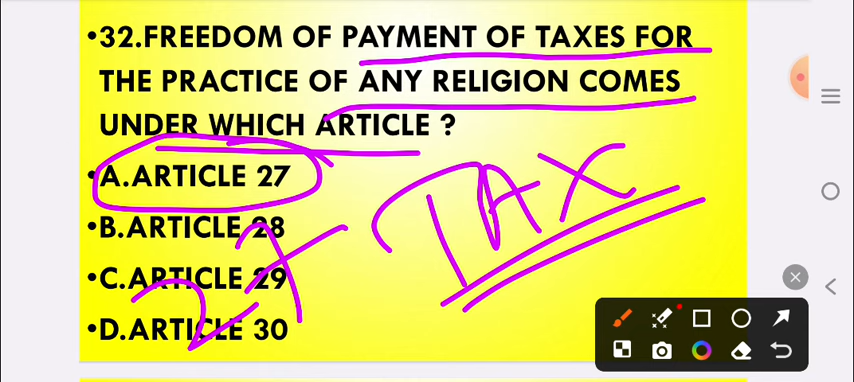 •32.FREEDOM OF PAYMENT OF TAXES FOR
THE PRACTICE OF ANY RELIGION COMES
UNDER WHICH ARTICLE ?
•A.ARTICLE 27
•B.ARTICLE 28
•C.ARTICLE 29
•D.ARTICLE 30
TAX
27